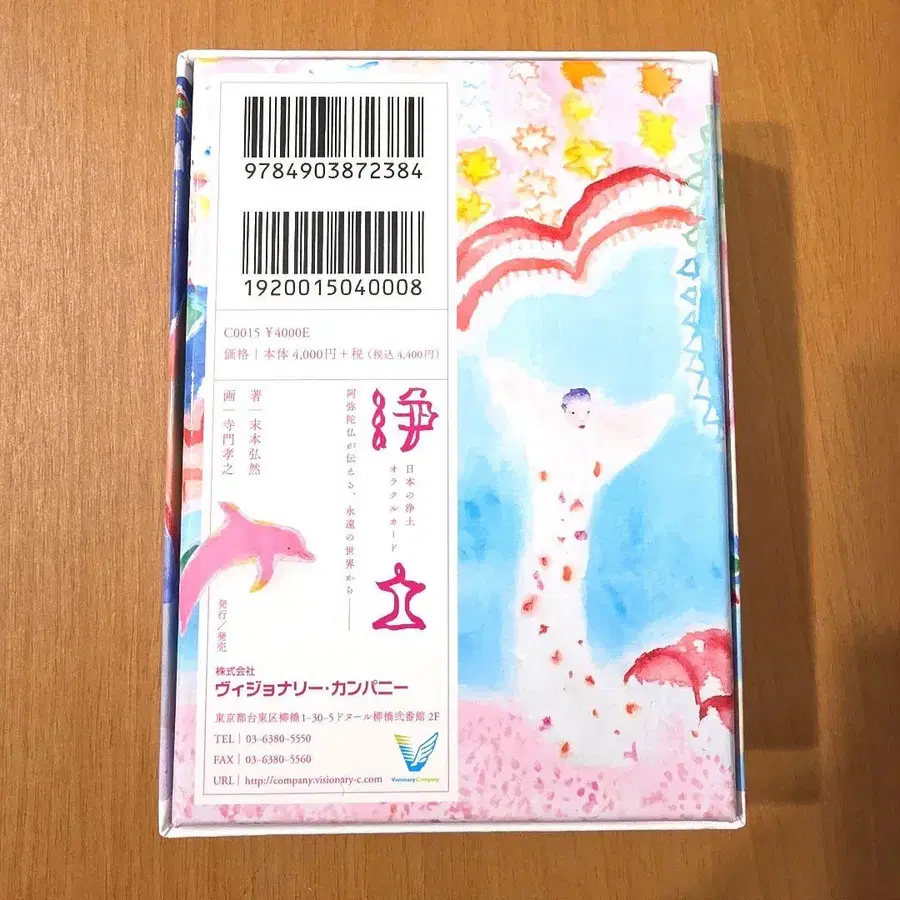 9784903872384
1920015040008
C0015 ¥4000E
価格 | 本体 4,000円＋税 (税込 4,400円)
浄土
日本の浄土
オラクルカード
阿弥陀仏が伝える、永遠の世界から――
著 | 末本弘然
画 | 寺門孝之
発行／発売
株式会社
ヴィジョナリー・カンパニー
東京都台東区柳橋1-30-5ドヌール柳橋弐番館 2F
TEL | 03-6380-5550
FAX | 03-6380-5560
URL | http://company.visionary-c.com
Visionary Company